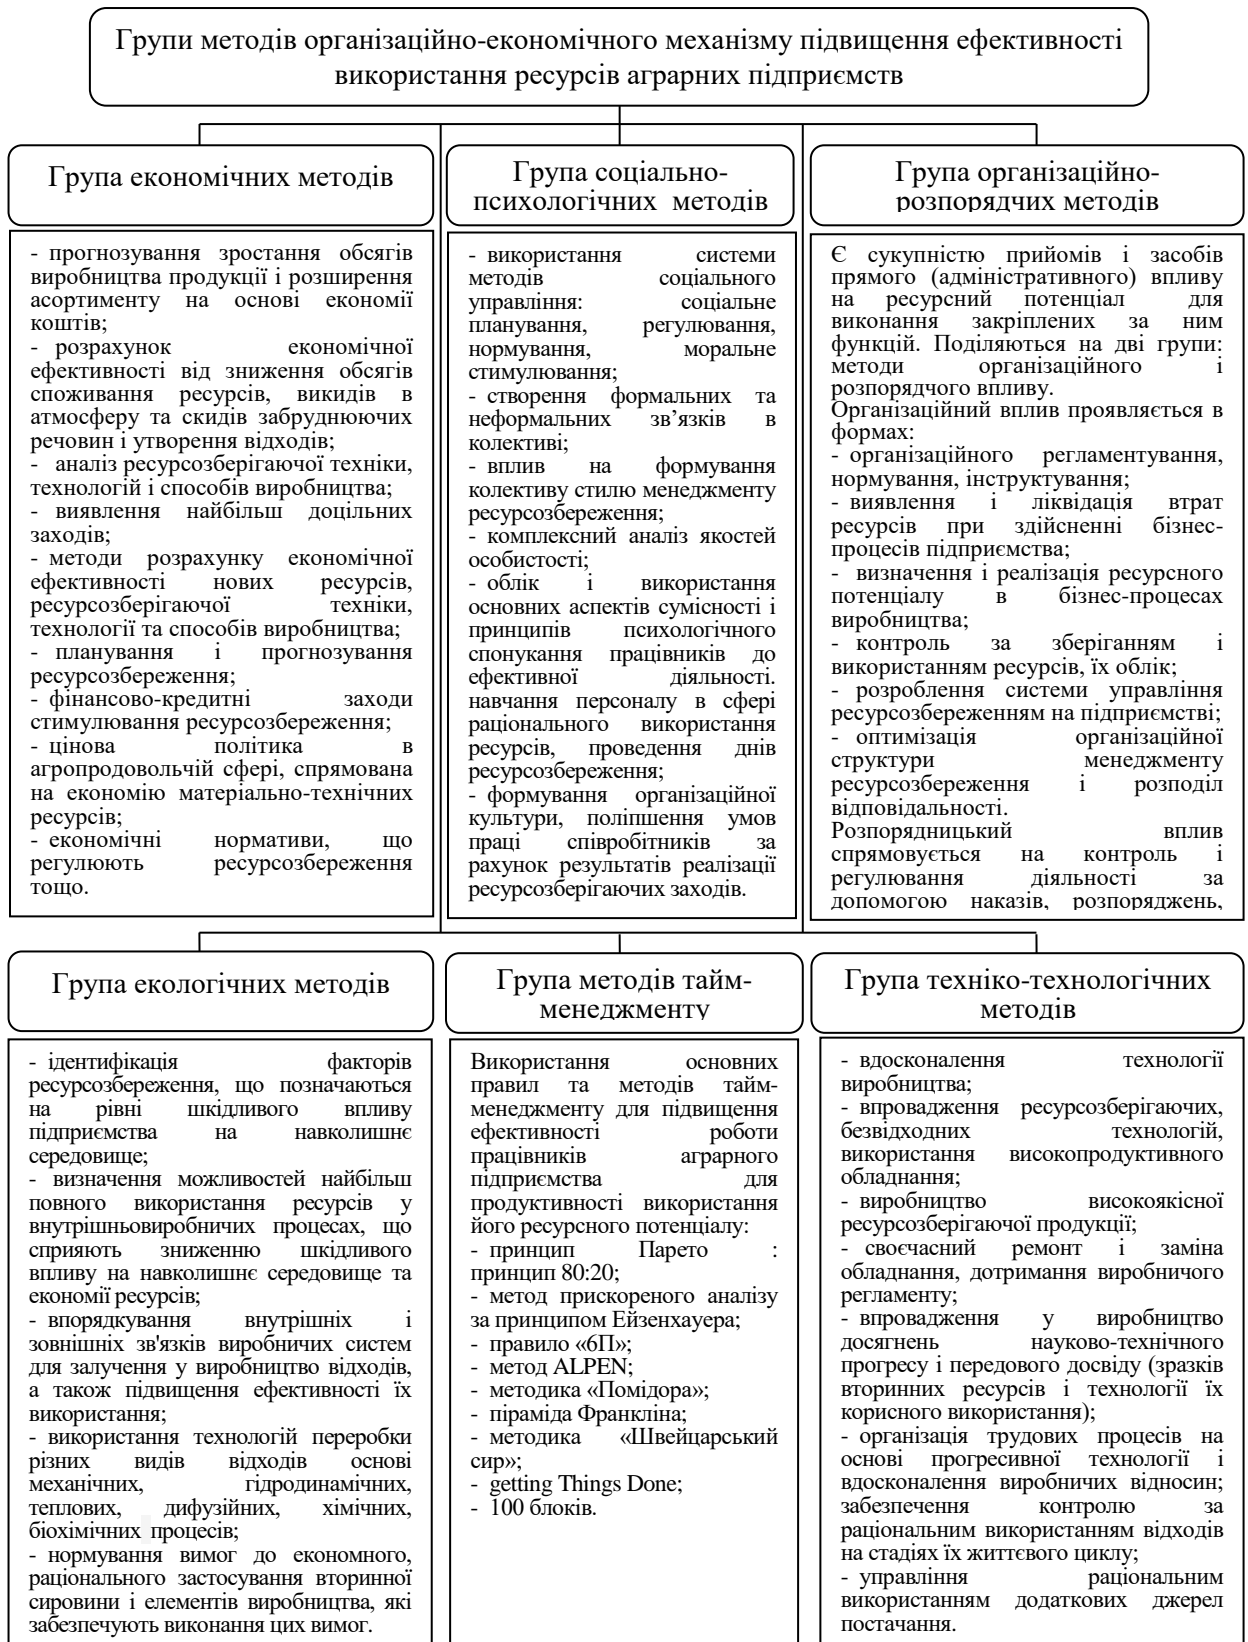 Групи методів організаційно-економічного механізму підвищення ефективності
використання ресурсів аграрних підприємств
Група економічних методів
- прогнозування зростання обсягів
виробництва продукції і розширення
асортименту на основі економії
коштів;
- розрахунок економічної
ефективності від зниження обсягів
споживання ресурсів, викидів в
атмосферу та скидів забруднюючих
речовин і утворення відходів;
- аналіз ресурсозберігаючої техніки,
технологій і способів виробництва;
- виявлення найбільш доцільних
заходів;
- методи розрахунку економічної
ефективності нових ресурсів,
ресурсозберігаючої техніки,
технології та способів виробництва;
- планування і прогнозування
ресурсозбереження;
- фінансово-кредитні заходи
стимулювання ресурсозбереження;
- цінова політика в
агропродовольчій сфері, спрямована
на економію матеріально-технічних
ресурсів;
- економічні нормативи, що
регулюють ресурсозбереження
тощо.
Група соціально-
психологічних методів
- використання системи
методів соціального
управління: соціальне
планування, регулювання,
нормування, моральне
стимулювання;
- створення формальних та
неформальних зв’язків в
колективі;
- вплив на формування
колективу стилю менеджменту
ресурсозбереження;
- комплексний аналіз якостей
особистості;
- облік і використання
основних аспектів сумісності і
принципів психологічного
спонукання працівників до
ефективної діяльності.
навчання персоналу в сфері
раціонального використання
ресурсів, проведення днів
ресурсозбереження;
- формування організаційної
культури, поліпшення умов
праці співробітників за
рахунок результатів реалізації
ресурсозберігаючих заходів.
Група організаційно-
розпорядчих методів
Є сукупністю прийомів і засобів
прямого (адміністративного) впливу
на ресурсний потенціал для
виконання закріплених за ним
функцій. Поділяються на дві групи:
методи організаційного і
розпорядчого впливу.
Організаційний вплив проявляється в
формах:
- організаційного регламентування,
нормування, інструктування;
- виявлення і ліквідація втрат
ресурсів при здійсненні бізнес-
процесів підприємства;
- визначення і реалізація ресурсного
потенціалу в бізнес-процесах
виробництва;
- контроль за зберіганням і
використанням ресурсів, їх облік;
- розроблення системи управління
ресурсозбереженням на підприємстві;
- оптимізація організаційної
структури менеджменту
ресурсозбереження і розподіл
відповідальності.
Розпорядницький вплив
спрямовується на контроль і
регулювання діяльності за
допомогою наказів, розпоряджень,
Група екологічних методів
- ідентифікація факторів
ресурсозбереження, що позначаються
на рівні шкідливого впливу
підприємства на навколишнє
середовище;
- визначення можливостей найбільш
повного використання ресурсів у
внутрішньовиробничих процесах, що
сприяють зниженню шкідливого
впливу на навколишнє середовище та
економії ресурсів;
- впорядкування внутрішніх і
зовнішніх зв'язків виробничих систем
для залучення у виробництво відходів,
а також підвищення ефективності їх
використання;
- використання технологій переробки
різних видів відходів основі
механічних, гідродинамічних,
теплових, дифузійних, хімічних,
біохімічних процесів;
- нормування вимог до економного,
раціонального застосування вторинної
сировини і елементів виробництва, які
забезпечують виконання цих вимог.
Група методів тайм-
менеджменту
Використання основних
правил та методів тайм-
менеджменту для підвищення
ефективності роботи
працівників аграрного
підприємства для
продуктивності використання
його ресурсного потенціалу:
- принцип Парето :
принцип 80:20;
- метод прискореного аналізу
за принципом Ейзенхауера;
- правило «6П»;
- метод ALPEN;
- методика «Помідора»;
- піраміда Франкліна;
- методика «Швейцарський
сир»;
- getting Things Done;
- 100 блоків.
Група техніко-технологічних
методів
- вдосконалення технології
виробництва;
- впровадження ресурсозберігаючих,
безвідходних технологій,
використання високопродуктивного
обладнання;
- виробництво високоякісної
ресурсозберігаючої продукції;
- своєчасний ремонт і заміна
обладнання, дотримання виробничого
регламенту;
- впровадження у виробництво
досягнень науково-технічного
прогресу і передового досвіду (зразків
вторинних ресурсів і технології їх
корисного використання);
- організація трудових процесів на
основі прогресивної технології і
вдосконалення виробничих відносин;
забезпечення контролю за
раціональним використанням відходів
на стадіях їх життєвого циклу;
- управління раціональним
використанням додаткових джерел
постачання.